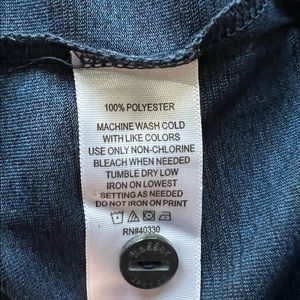 100% POLYESTER
MACHINE WASH COLD
WITH LIKE COLORS
USE ONLY NON-CHLORINE
BLEACH WHEN NEEDED
TUMBLE DRY LOW
IRON ON LOWEST
SETTING AS NEEDED
DO NOT IRON ON PRINT
RN#40330